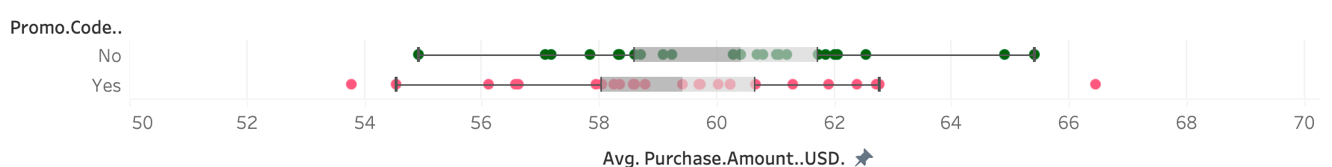 Promo.Code..
No
Yes
50 52 54 56 58 60 62 64 66 68 70
Avg. Purchase.Amount..USD.